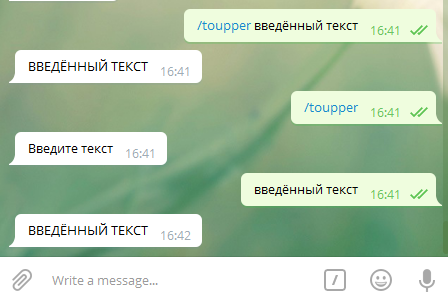 /toupper введённый текст 16:41
ВВЕДЁННЫЙ ТЕКСТ 16:41
/toupper 16:41
Введите текст 16:41
введённый текст 16:41
ВВЕДЁННЫЙ ТЕКСТ 16:42
Write a message...